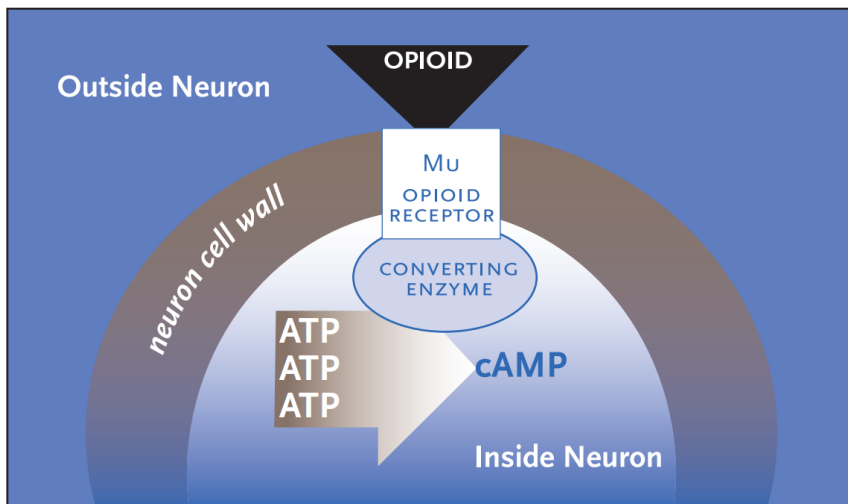 OPIOID
Outside Neuron
Mu
OPIOID
RECEPTOR
neuron cell wall
CONVERTING
ENZYME
ATP
ATP
cAMP
ATP
Inside Neuron